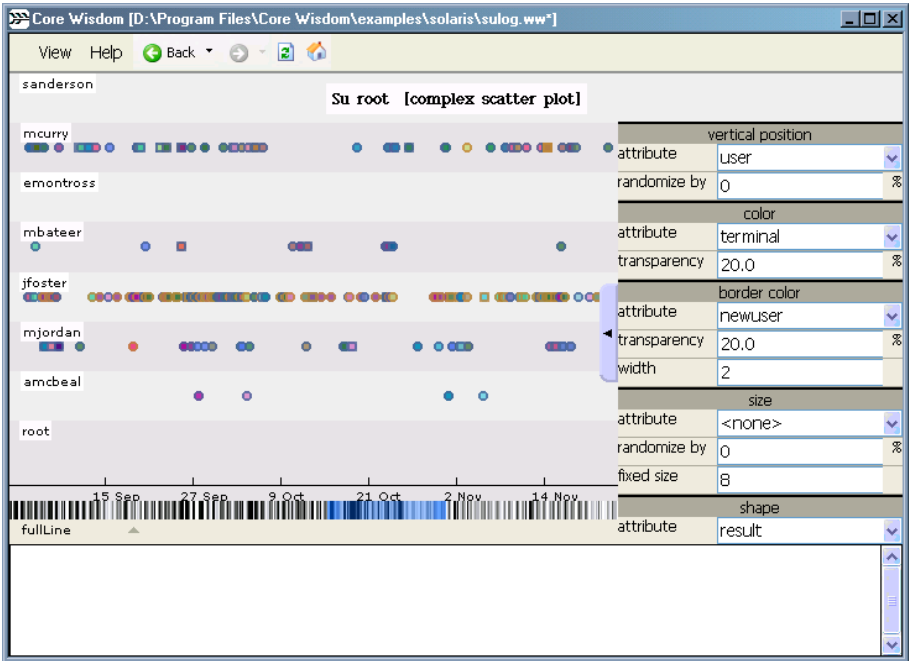 Core Wisdom [D:\Program Files\Core Wisdom\examples\solaris\sulog.ww*]
View Help Back
sanderson
Su root [complex scatter plot]
mcurry
emontross
mbateer
jfoster
mjordan
amcbeal
root
15 Sep 27 Sep 9 Oct 21 Oct 2 Nov 14 Nov
fullLine
vertical position
attribute user
randomize by 0 %
color
attribute terminal
transparency 20.0 %
border color
attribute newuser
transparency 20.0 %
width 2
size
attribute <none>
randomize by 0 %
fixed size 8
shape
attribute result